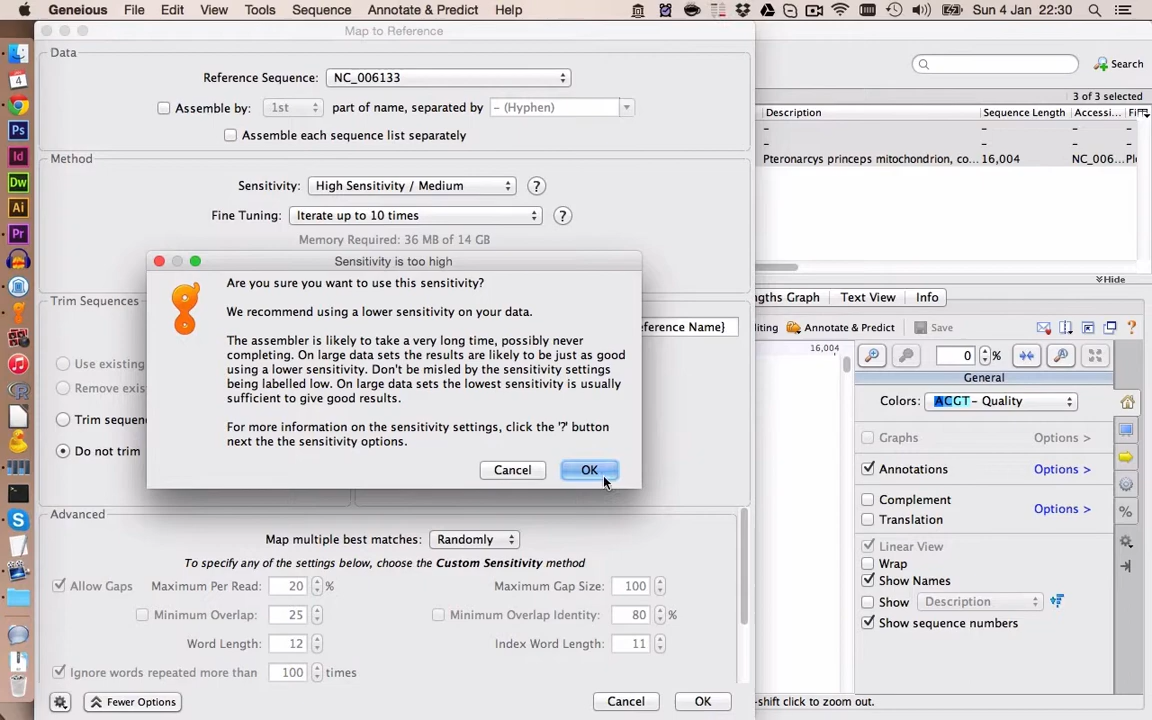 Geneious File Edit View Tools Sequence Annotate & Predict Help Sun 4 Jan 22:30
Map to Reference
Data
Reference Sequence: NC_006133
Assemble by: 1st part of name, separated by - (Hyphen)
Assemble each sequence list separately
Method
Sensitivity: High Sensitivity / Medium ?
Fine Tuning: Iterate up to 10 times ?
Memory Required: 36 MB of 14 GB
Sensitivity is too high
Are you sure you want to use this sensitivity?
We recommend using a lower sensitivity on your data.
The assembler is likely to take a very long time, possibly never
completing. On large data sets the results are likely to be just as good
using a lower sensitivity. Don't be misled by the sensitivity settings
being labelled low. On large data sets the lowest sensitivity is usually
sufficient to give good results.
For more information on the sensitivity settings, click the '?' button
next the the sensitivity options.
Cancel OK
Trim Sequences
Use existing
Remove exis
Trim sequen
Do not trim
eference Name}
Advanced
Map multiple best matches: Randomly
To specify any of the settings below, choose the Custom Sensitivity method
Allow Gaps Maximum Per Read: 20 % Maximum Gap Size: 100
Minimum Overlap: 25 Minimum Overlap Identity: 80 %
Word Length: 12 Index Word Length: 11
Ignore words repeated more than 100 times
Fewer Options Cancel OK
Search
3 of 3 selected
Description Sequence Length Accessi... Fi
- - -
- - -
Pteronarcys princeps mitochondrion, co... 16,004 NC_006... Pl
Hide
ngths Graph Text View Info
diting Annotate & Predict Save ?
16,004
0 %
General
Colors: ACGT - Quality
Graphs Options >
Annotations Options >
Complement
Translation
Options >
Linear View
Wrap
Show Names
Show Description
Show sequence numbers
-shift click to zoom out.
4
Ps
Id
Dw
Ai
Pr
R
S
%